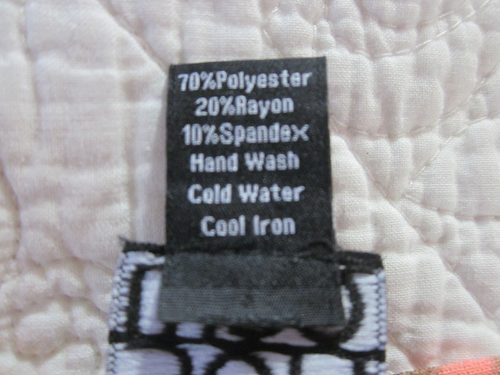 70%Polyester
20%Rayon
10%Spandex
Hand Wash
Cold Water
Cool Iron